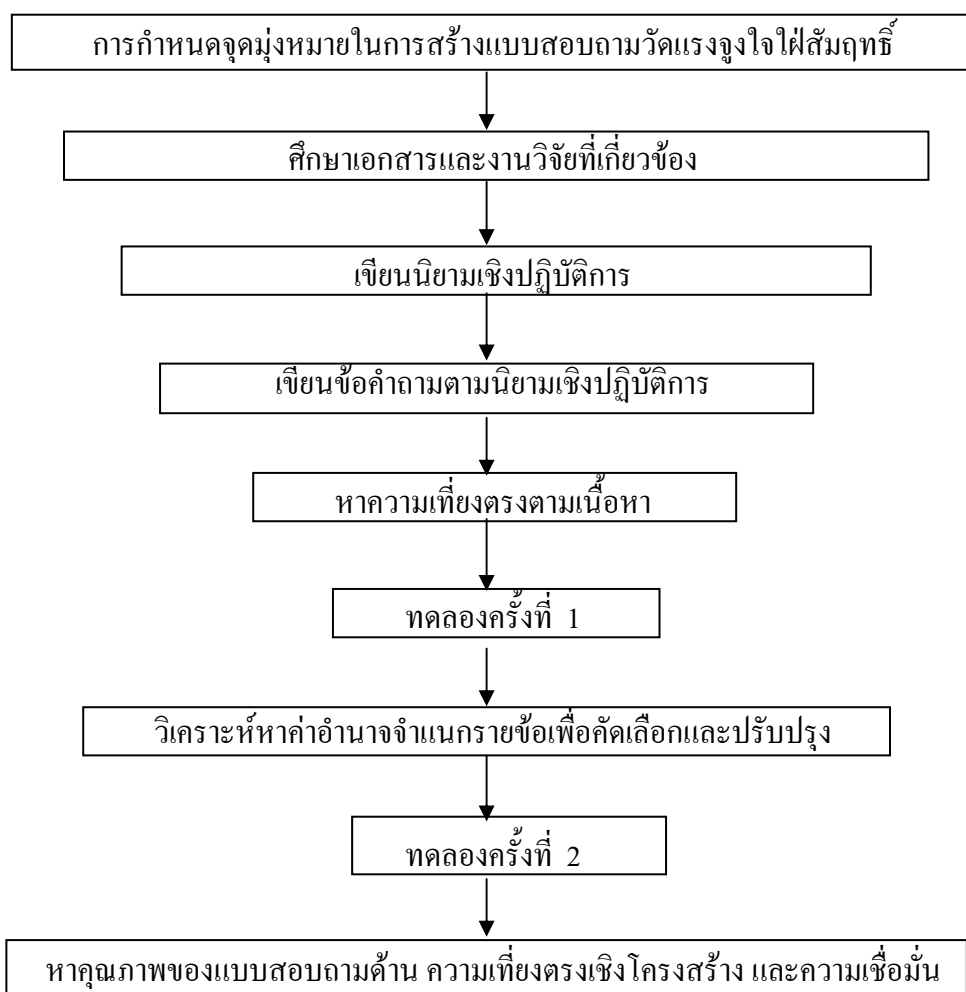 การกำหนดจุดมุ่งหมายในการสร้างแบบสอบถามวัดแรงจูงใจใฝ่สัมฤทธิ์
ศึกษาเอกสารและงานวิจัยที่เกี่ยวข้อง
เขียนนิยามเชิงปฏิบัติการ
เขียนข้อคำถามตามนิยามเชิงปฏิบัติการ
หาความเที่ยงตรงตามเนื้อหา
ทดลองครั้งที่ 1
วิเคราะห์หาค่าอำนาจจำแนกรายข้อเพื่อคัดเลือกและปรับปรุง
ทดลองครั้งที่ 2
หาคุณภาพของแบบสอบถามด้าน ความเที่ยงตรงเชิงโครงสร้าง และความเชื่อมั่น